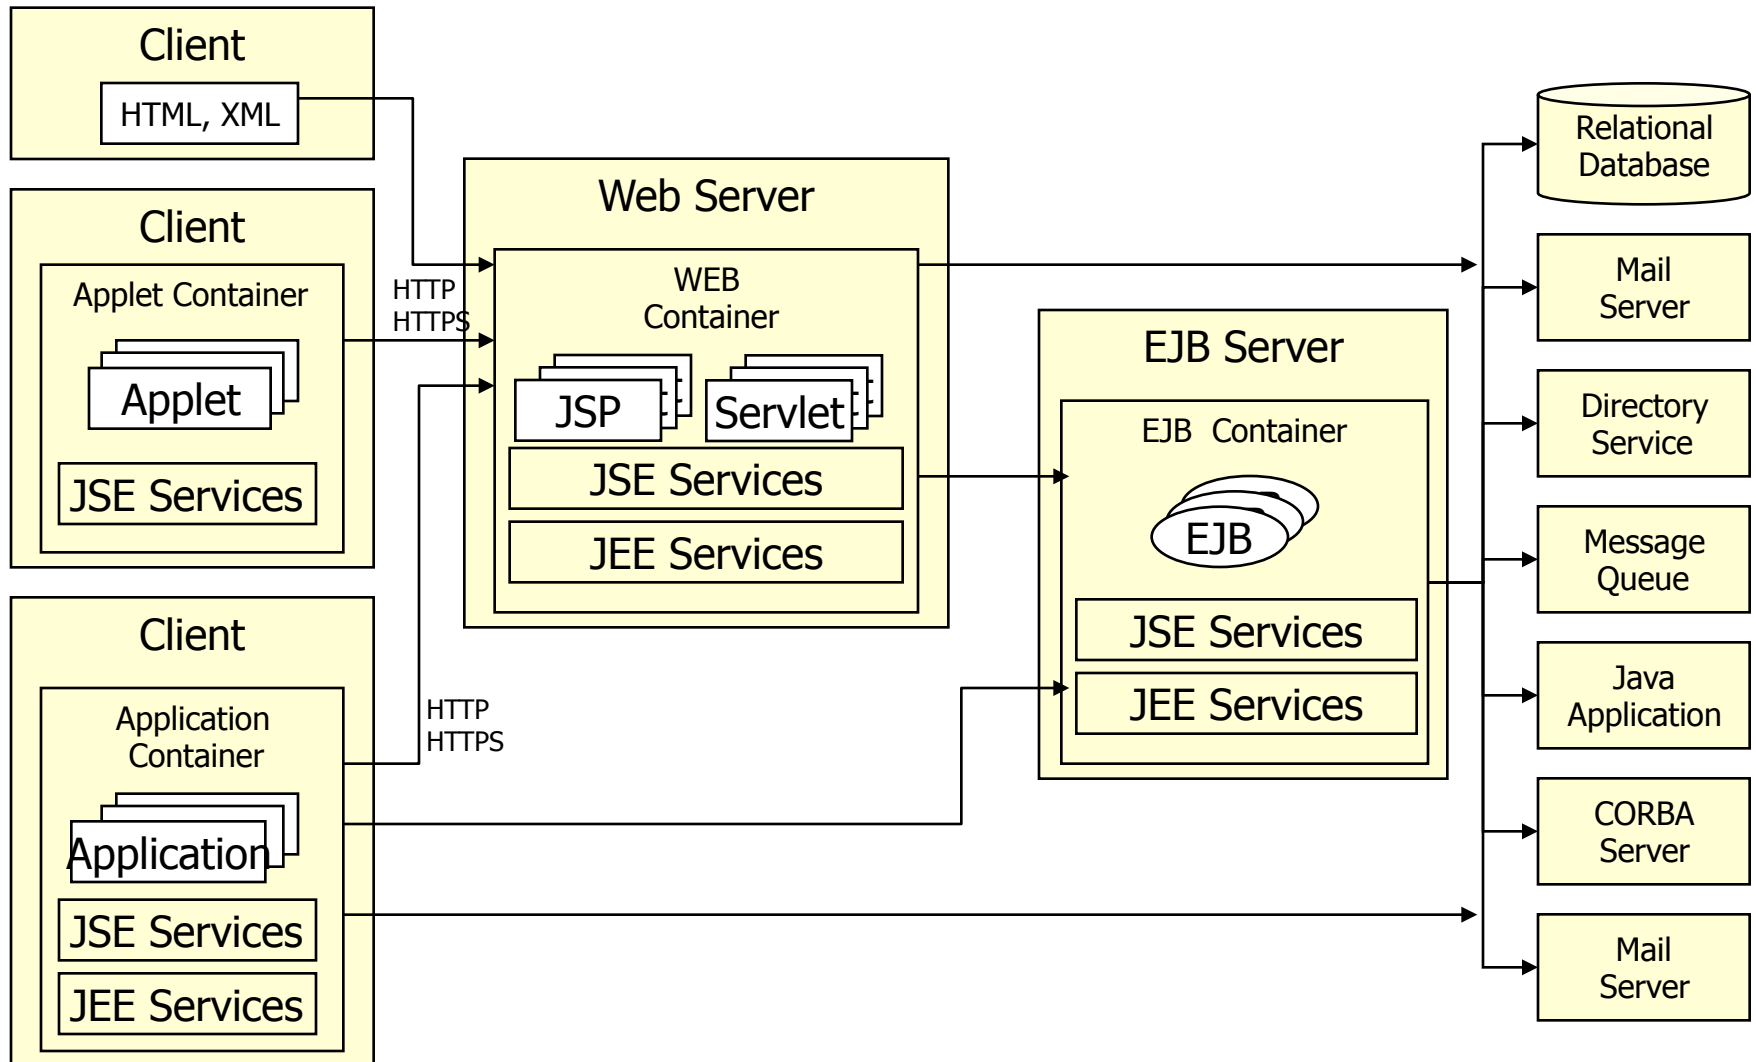 Client
HTML, XML
Client
Applet Container
Applet
JSE Services
HTTP
HTTPS
Client
Application
Container
Application
JSE Services
JEE Services
HTTP
HTTPS
Web Server
WEB
Container
JSP
Servlet
JSE Services
JEE Services
EJB Server
EJB Container
EJB
JSE Services
JEE Services
Relational
Database
Mail
Server
Directory
Service
Message
Queue
Java
Application
CORBA
Server
Mail
Server